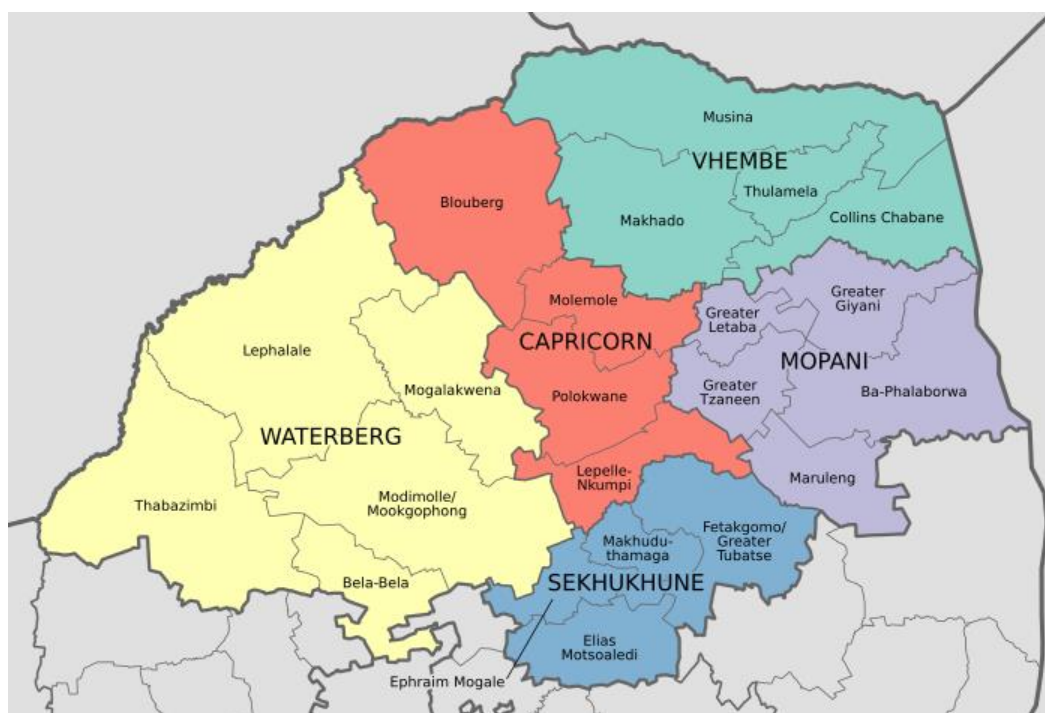 Musina
VHEMBE
Thulamela
Blouberg
Makhado
Collins Chabane
Molemole
Greater
Giyani
Greater
Letaba
CAPRICORN
Lephalale
MOPANI
Mogalakwena
Polokwane
Greater
Tzaneen
Ba-Phalaborwa
WATERBERG
Lepelle-
Nkumpi
Maruleng
Thabazimbi
Modimolle/
Mookgophong
Fetakgomo/
Greater
Tubatse
Makhudu-
thamaga
Bela-Bela
SEKHUKHUNE
Elias
Motsoaledi
Ephraim Mogale